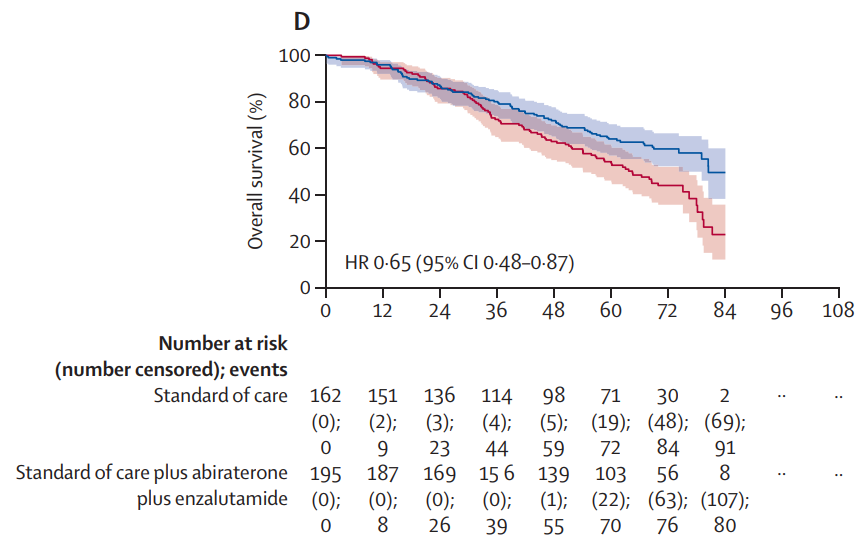 D
100
80
60
40
20
0
Overall survival (%)
HR 0·65 (95% CI 0·48–0·87)
0 12 24 36 48 60 72 84 96 108
Number at risk
(number censored); events
Standard of care 162 151 136 114 98 71 30 2 ·· ··
(0); (2); (3); (4); (5); (19); (48); (69);
0 9 23 44 59 72 84 91
Standard of care plus abiraterone 195 187 169 15 6 139 103 56 8 ·· ··
plus enzalutamide (0); (0); (0); (0); (1); (22); (63); (107);
0 8 26 39 55 70 76 80